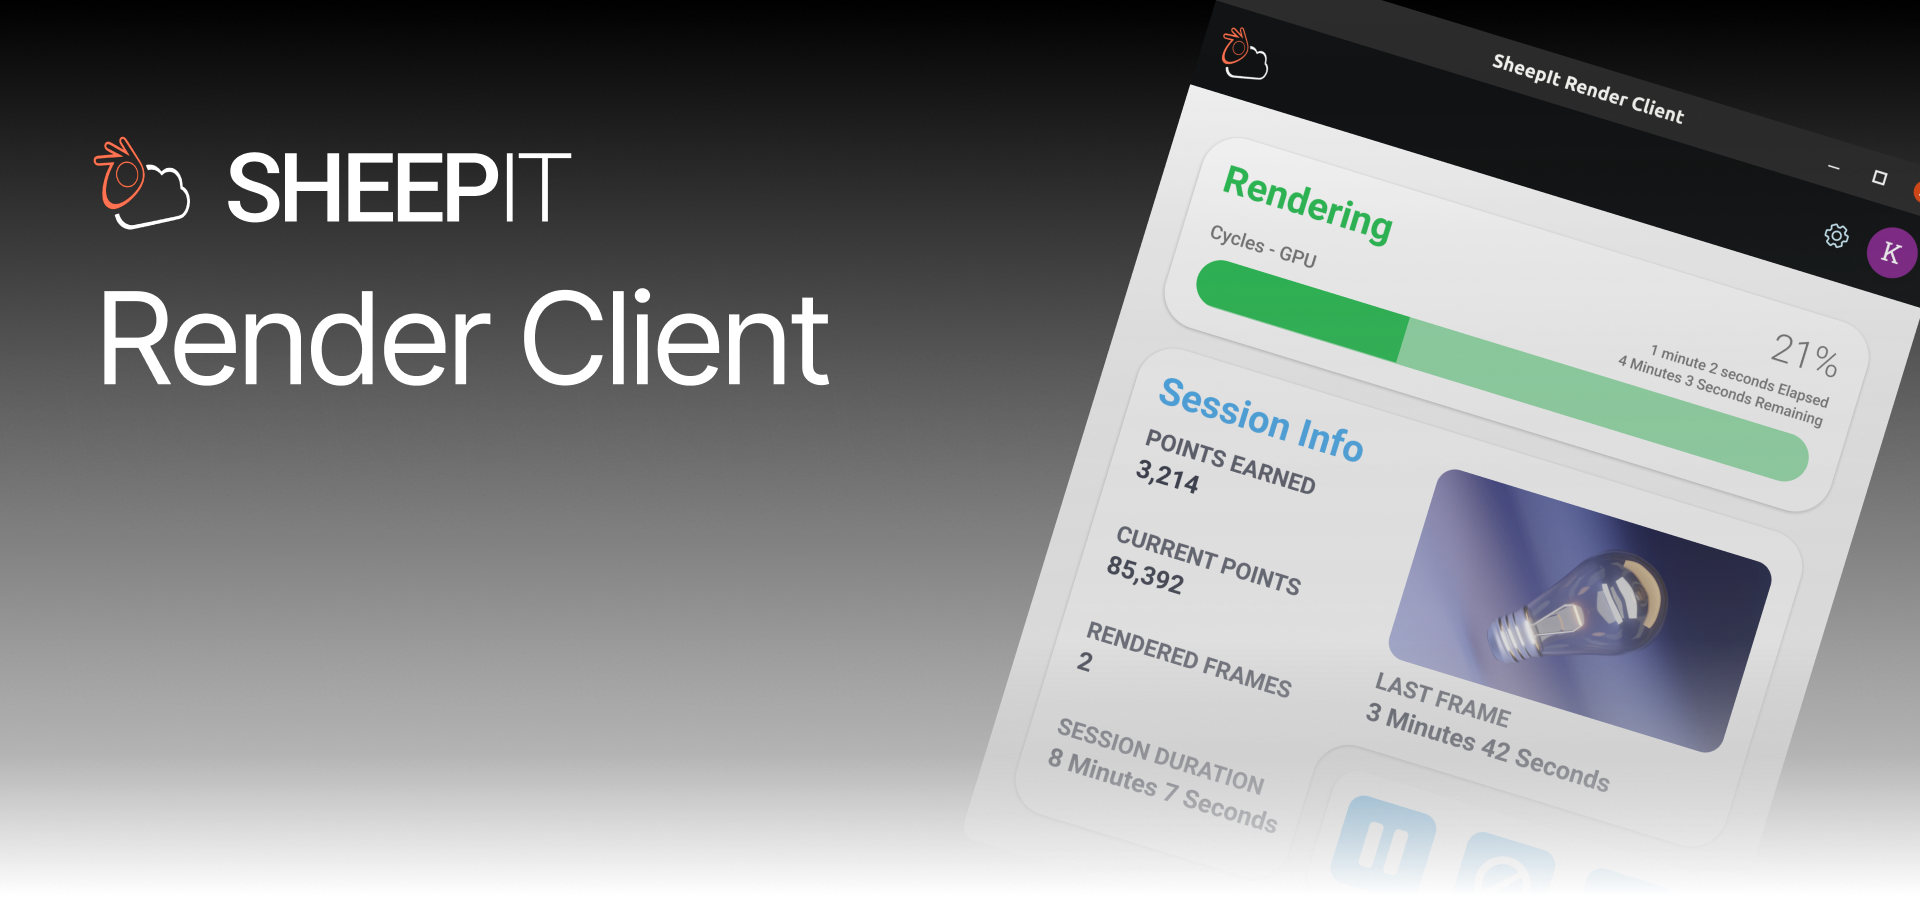 SHEEPIT
Render Client
SheepIt Render Client
K
Rendering
Cycles - GPU
21%
1 minute 2 seconds Elapsed
4 Minutes 3 Seconds Remaining
Session Info
POINTS EARNED
3,214
CURRENT POINTS
85,392
RENDERED FRAMES
2
LAST FRAME
3 Minutes 42 Seconds
SESSION DURATION
8 Minutes 7 Seconds